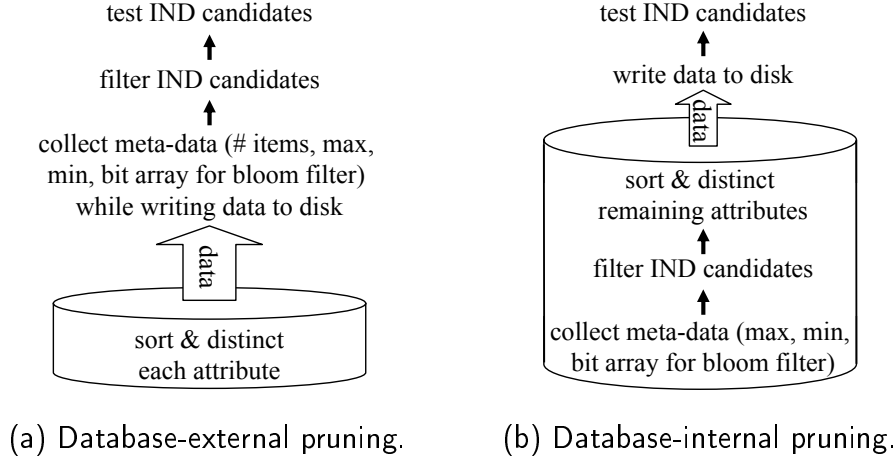 test IND candidates
filter IND candidates
collect meta-data (# items, max,
min, bit array for bloom filter)
while writing data to disk
data
sort & distinct
each attribute
(a) Database-external pruning.
test IND candidates
write data to disk
data
sort & distinct
remaining attributes
filter IND candidates
collect meta-data (max, min,
bit array for bloom filter)
(b) Database-internal pruning.